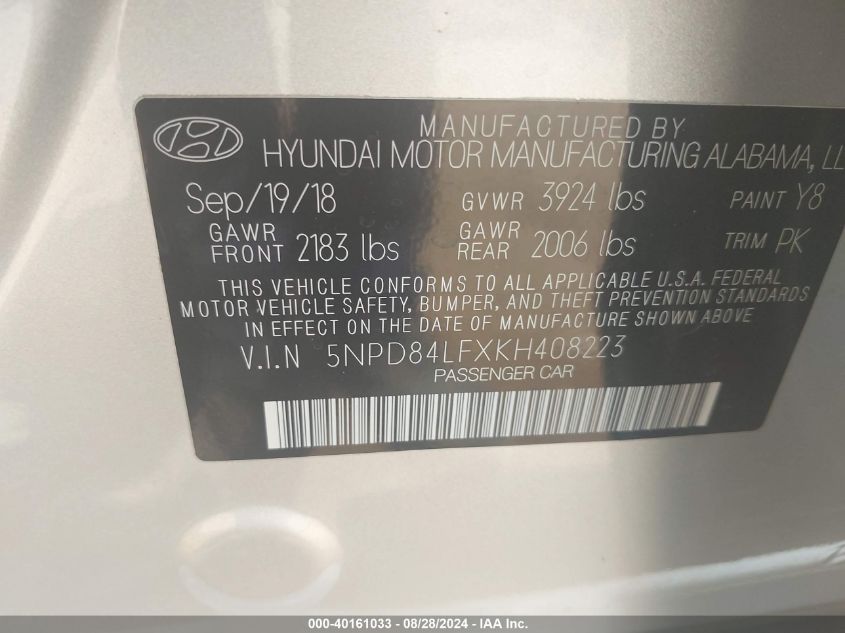 MANUFACTURED BY
HYUNDAI MOTOR MANUFACTURING ALABAMA, LL
Sep/19/18 GVWR 3924 lbs PAINT Y8
GAWR FRONT 2183 lbs GAWR REAR 2006 lbs TRIM PK
THIS VEHICLE CONFORMS TO ALL APPLICABLE U.S.A. FEDERAL
MOTOR VEHICLE SAFETY, BUMPER, AND THEFT PREVENTION STANDARDS
IN EFFECT ON THE DATE OF MANUFACTURE SHOWN ABOVE
V.I.N 5NPD84LFXKH408223
PASSENGER CAR
000-40161033 - 08/28/2024 - IAA Inc.